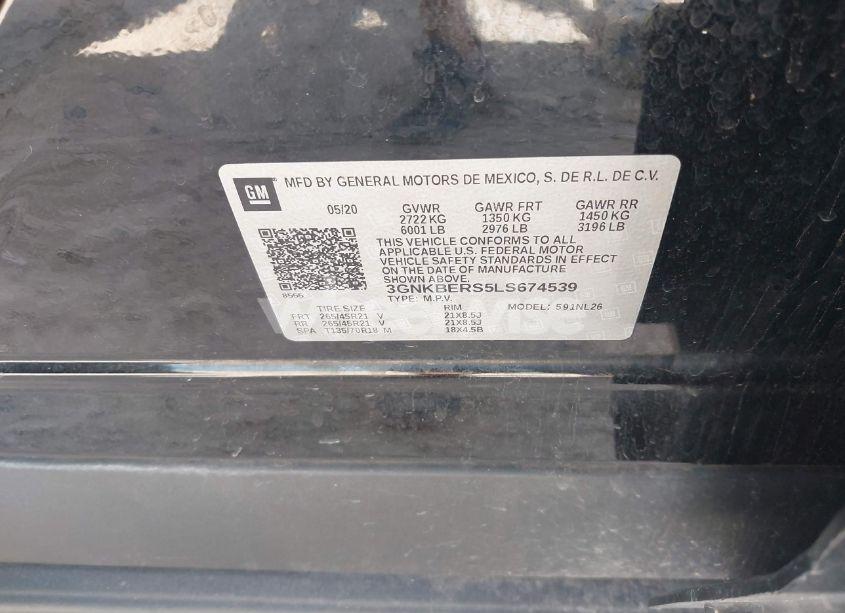 GM MFD BY GENERAL MOTORS DE MEXICO, S. DE R.L. DE C.V.
05/20 GVWR GAWR FRT GAWR RR
2722 KG 1350 KG 1450 KG
6001 LB 2976 LB 3196 LB
THIS VEHICLE CONFORMS TO ALL
APPLICABLE U.S. FEDERAL MOTOR
VEHICLE SAFETY STANDARDS IN EFFECT
ON THE DATE OF MANUFACTURE
SHOWN ABOVE.
3GNKBERS5LS674539
TYPE: M.P.V. MODEL: 591NL26
TIRE SIZE RIM
FRT 265/45R21 V 21X8.5J
RR 265/45R21 V 21X8.5J
SPA T135/70R18 M 18X4.5B